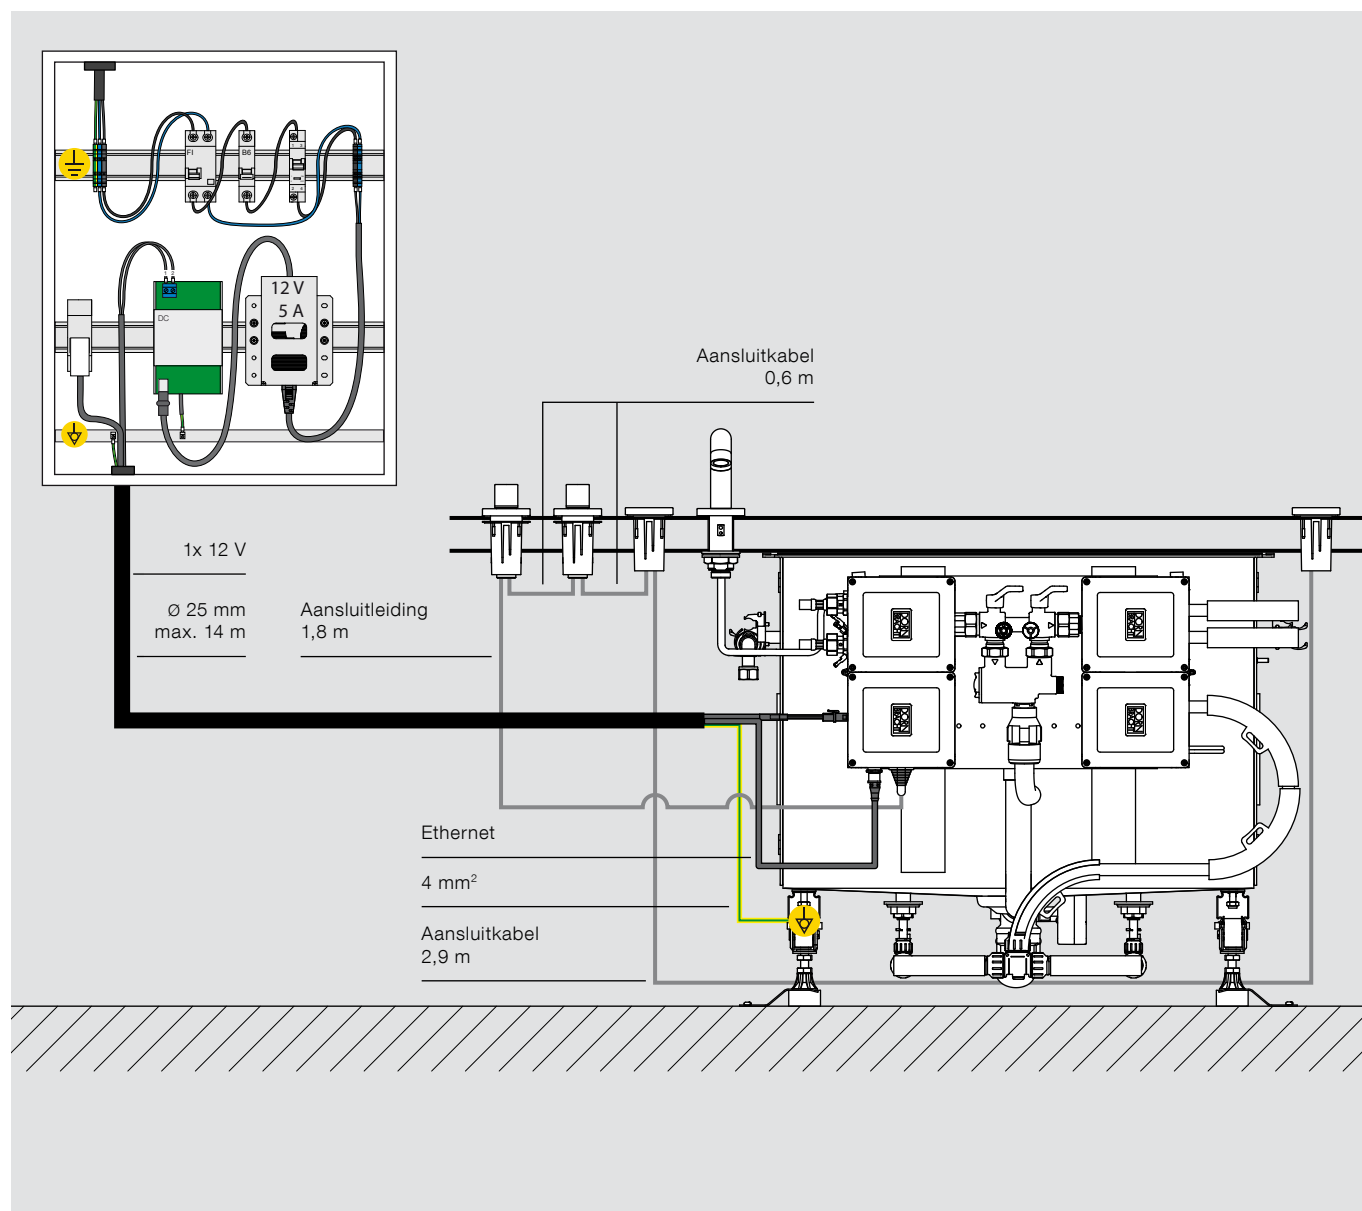 FI
B6
12 V
5 A
DC
Aansluitkabel
0,6 m
1x 12 V
Ø 25 mm
max. 14 m
Aansluitleiding
1,8 m
Ethernet
4 mm²
Aansluitkabel
2,9 m